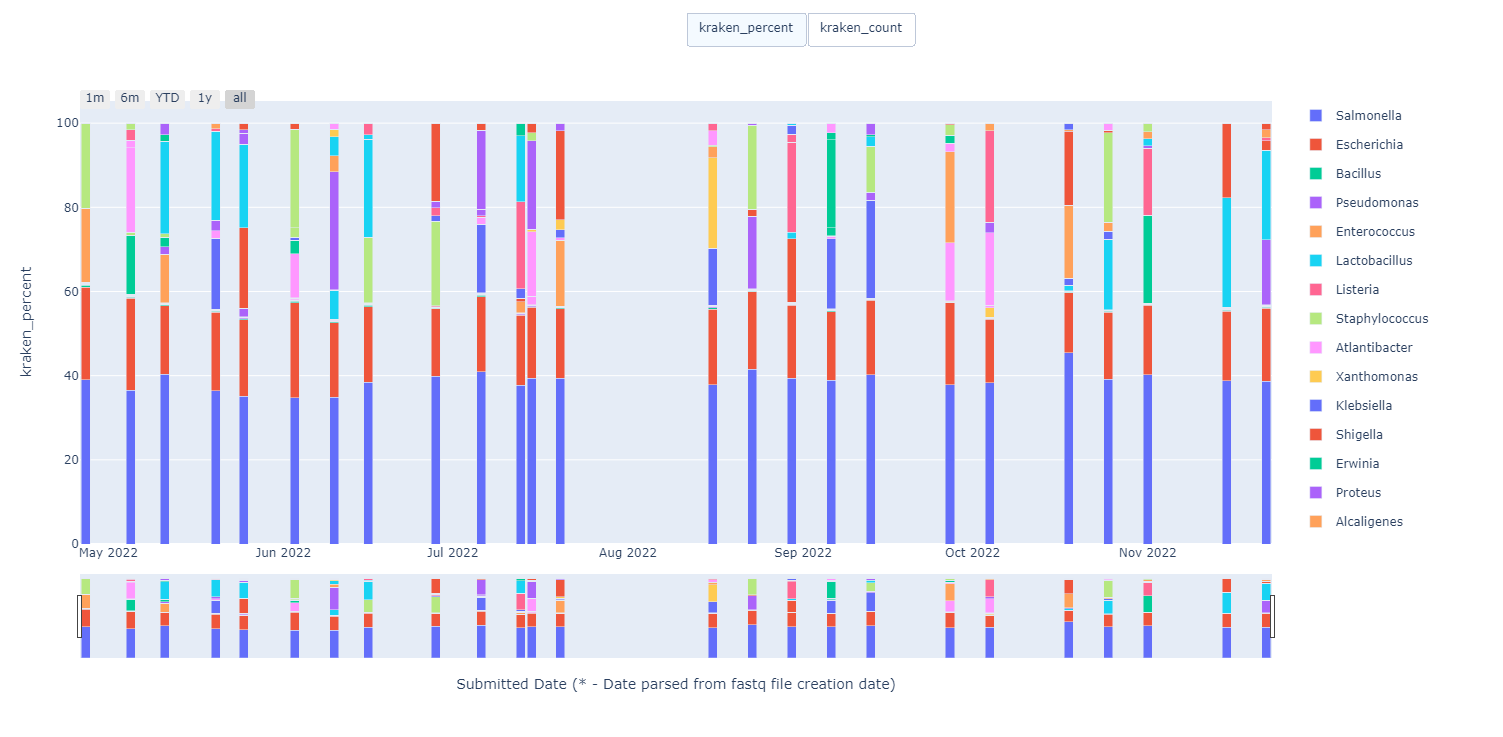 kraken_percent kraken_count
1m 6m YTD 1y all
100
80
60
40
20
0
kraken_percent
May 2022 Jun 2022 Jul 2022 Aug 2022 Sep 2022 Oct 2022 Nov 2022
Submitted Date (* - Date parsed from fastq file creation date)
Salmonella
Escherichia
Bacillus
Pseudomonas
Enterococcus
Lactobacillus
Listeria
Staphylococcus
Atlantibacter
Xanthomonas
Klebsiella
Shigella
Erwinia
Proteus
Alcaligenes